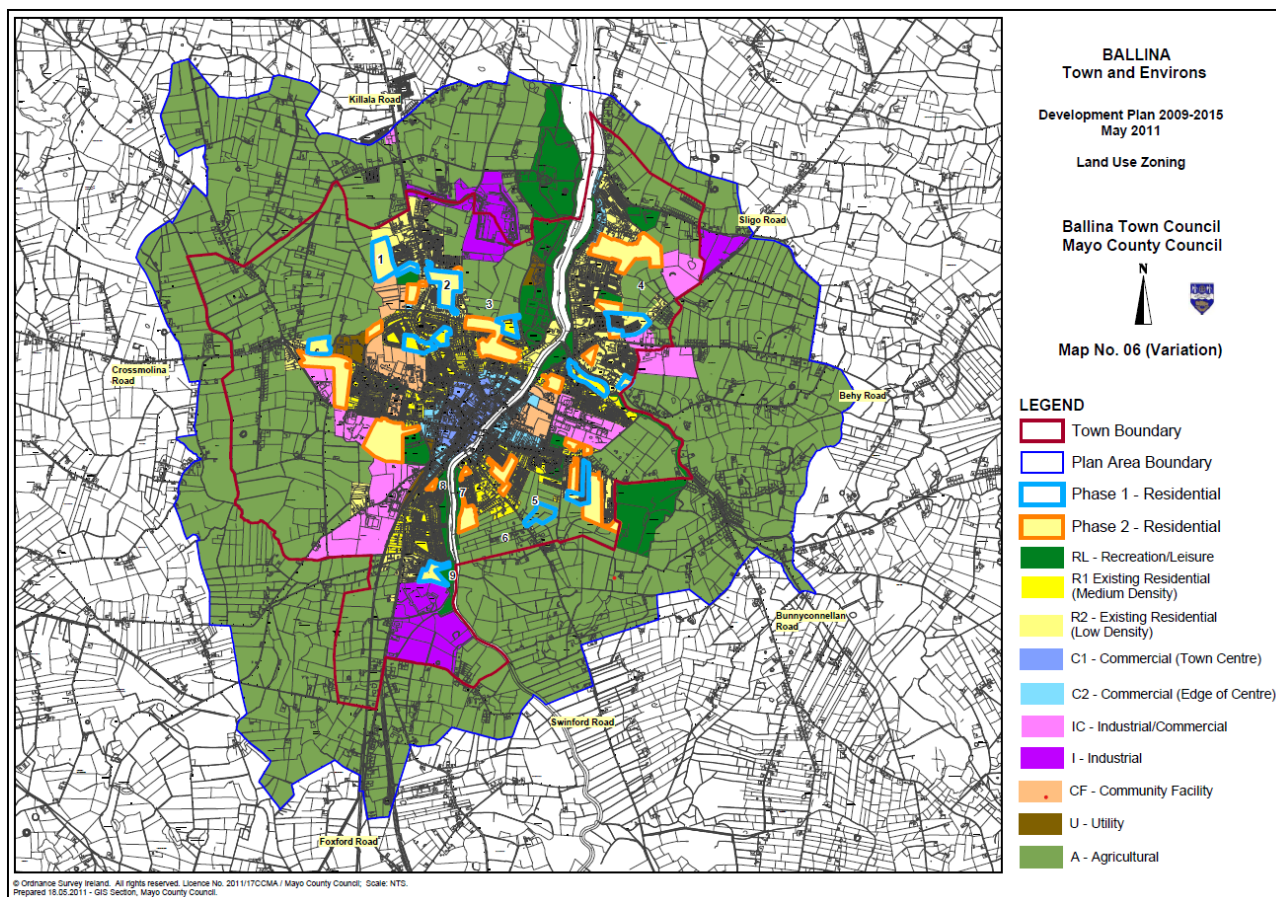 BALLINA
Town and Environs
Development Plan 2009-2015
May 2011
Land Use Zoning
Ballina Town Council
Mayo County Council
N
Map No. 06 (Variation)
LEGEND
Town Boundary
Plan Area Boundary
Phase 1 - Residential
Phase 2 - Residential
RL - Recreation/Leisure
R1 Existing Residential
(Medium Density)
R2 - Existing Residential
(Low Density)
C1 - Commercial (Town Centre)
C2 - Commercial (Edge of Centre)
IC - Industrial/Commercial
I - Industrial
CF - Community Facility
U - Utility
A - Agricultural
Killala Road
Sligo Road
1
2
3
4
Crossmolina
Road
Behy Road
8
7
5
6
9
Bunnyconnellan
Road
Swinford Road
Foxford Road
© Ordnance Survey Ireland. All rights reserved. Licence No. 2011/17CCMA / Mayo County Council; Scale: NTS.
Prepared 18.05.2011 - GIS Section, Mayo County Council.